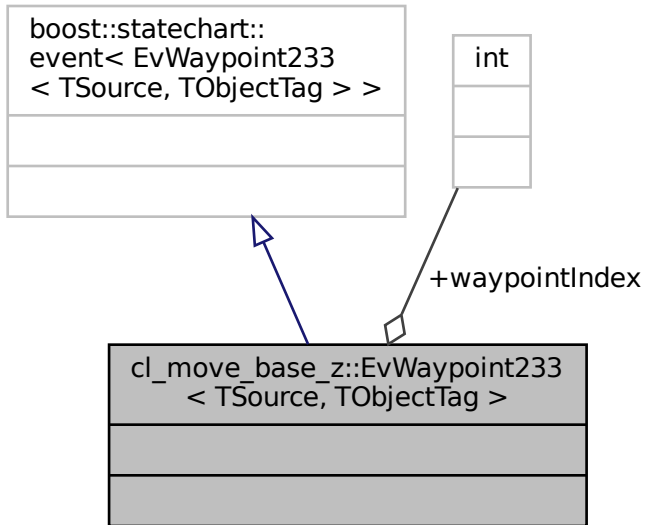 boost::statechart::
event< EvWaypoint233
< TSource, TObjectTag > >
int
+waypointIndex
cl_move_base_z::EvWaypoint233
< TSource, TObjectTag >